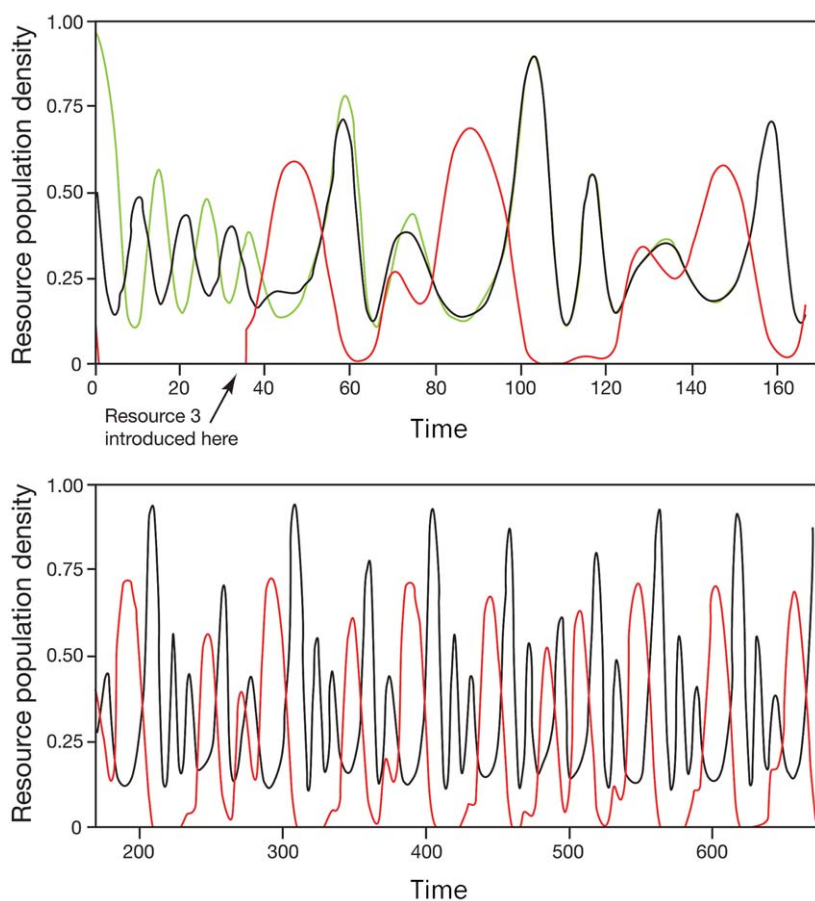 1.00
0.75
0.50
0.25
0
Resource population density
0 20 40 60 80 100 120 140 160
Resource 3
introduced here
Time
1.00
0.75
0.50
0.25
0
Resource population density
200 300 400 500 600
Time